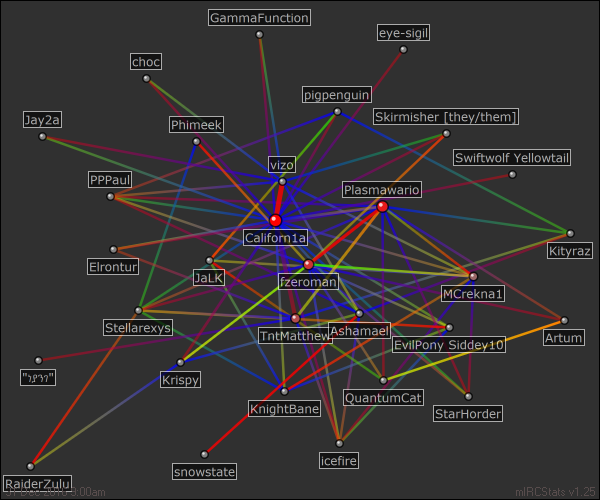 GammaFunction
eye-sigil
choc
pigpenguin
Jay2a
Phimeek
Skirmisher [they/them]
vizo
Swiftwolf Yellowtail
PPPaul
Plasmawario
Californ1a
Kityraz
Elrontur
JaLK
fzeroman
MCrekna1
Stellarexys
TntMatthew
Ashamael
EvilPony Siddey10
Artum
Krispy
KnightBane
QuantumCat
StarHorder
icefire
snowstate
RaiderZulu
mIRCStats v1.25